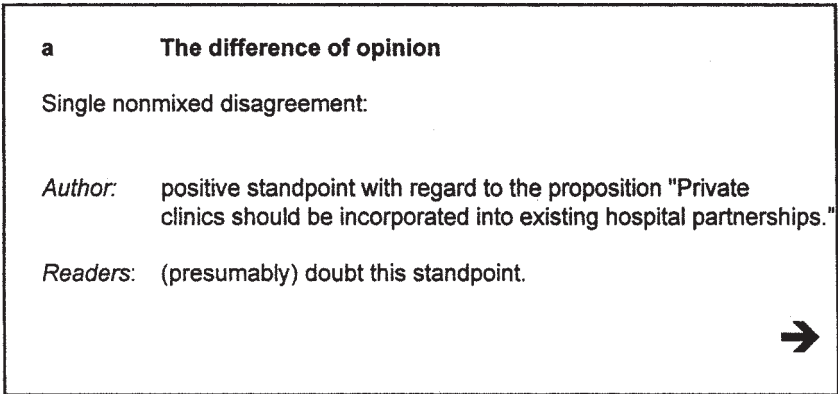 a The difference of opinion
Single nonmixed disagreement:
Author: positive standpoint with regard to the proposition "Private
clinics should be incorporated into existing hospital partnerships."
Readers: (presumably) doubt this standpoint.